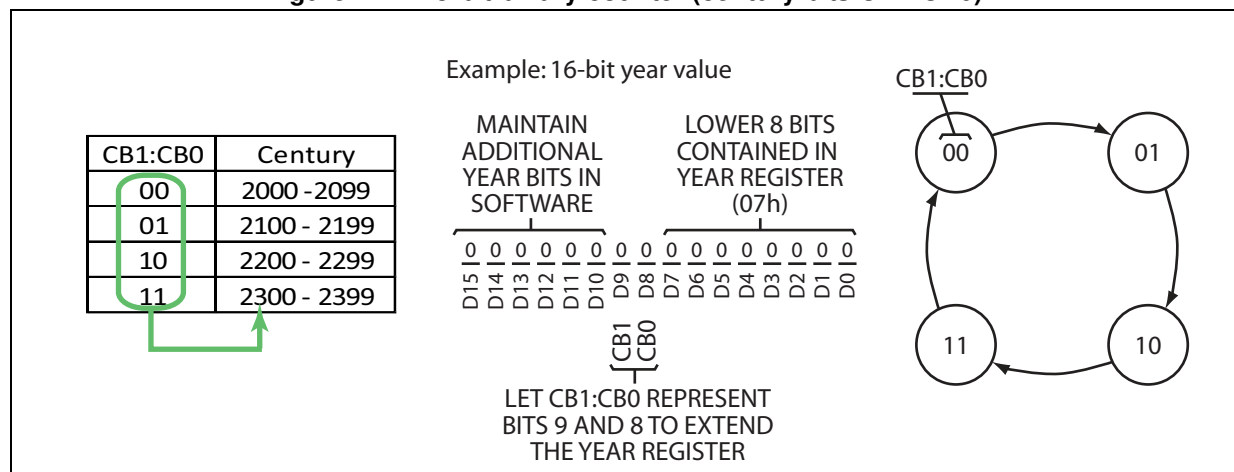 Example: 16-bit year value
CB1:CB0 Century
00 2000 -2099
01 2100 - 2199
10 2200 - 2299
11 2300 - 2399
MAINTAIN
ADDITIONAL
YEAR BITS IN
SOFTWARE
LOWER 8 BITS
CONTAINED IN
YEAR REGISTER
(07h)
0 0 0 0 0 0 0 0 0 0 0 0 0 0 0 0
D15 D14 D13 D12 D11 D10 D9 D8 D7 D6 D5 D4 D3 D2 D1 D0
CB1 CB0
LET CB1:CB0 REPRESENT
BITS 9 AND 8 TO EXTEND
THE YEAR REGISTER
CB1:CB0
00 01
11 10